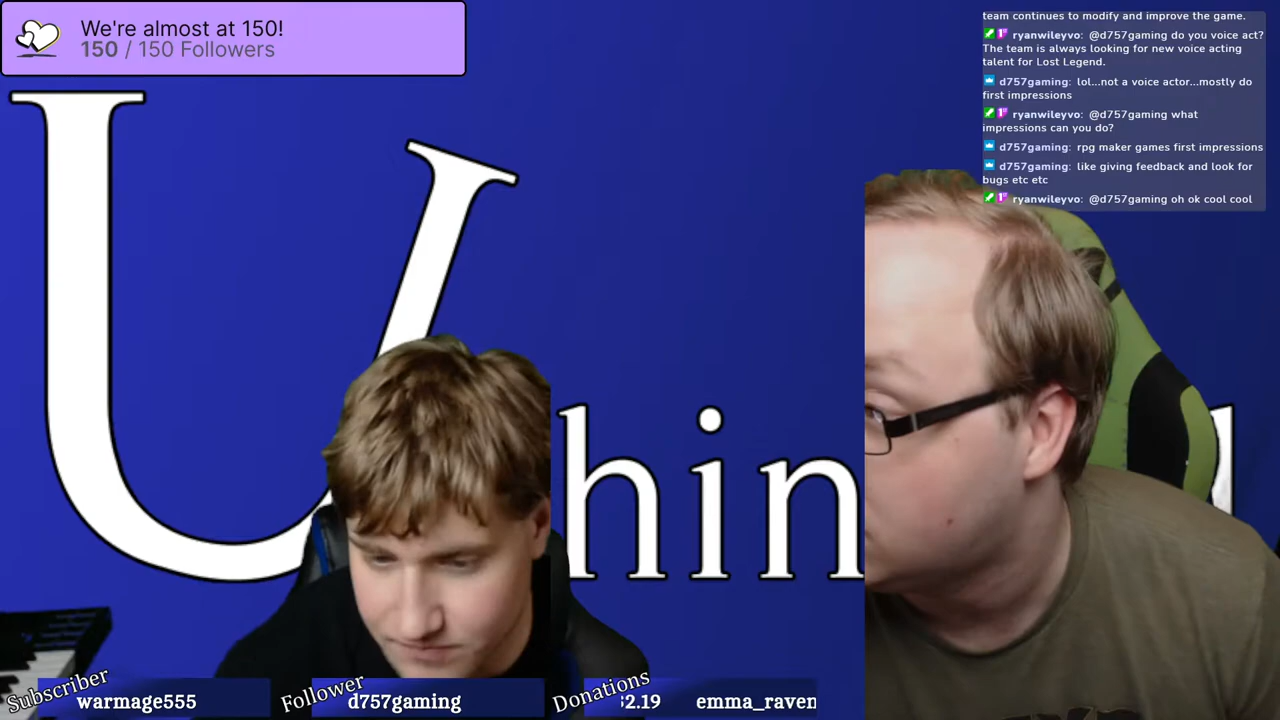 We're almost at 150!
150 / 150 Followers
team continues to modify and improve the game.
ryanwileyvo: @d757gaming do you voice act?
The team is always looking for new voice acting
talent for Lost Legend.
d757gaming: lol...not a voice actor...mostly do
first impressions
ryanwileyvo: @d757gaming what
impressions can you do?
d757gaming: rpg maker games first impressions
d757gaming: like giving feedback and look for
bugs etc etc
ryanwileyvo: @d757gaming oh ok cool cool
U
hin
Subscriber
warmage555
Follower
d757gaming
Donations
2.19
emma_raven